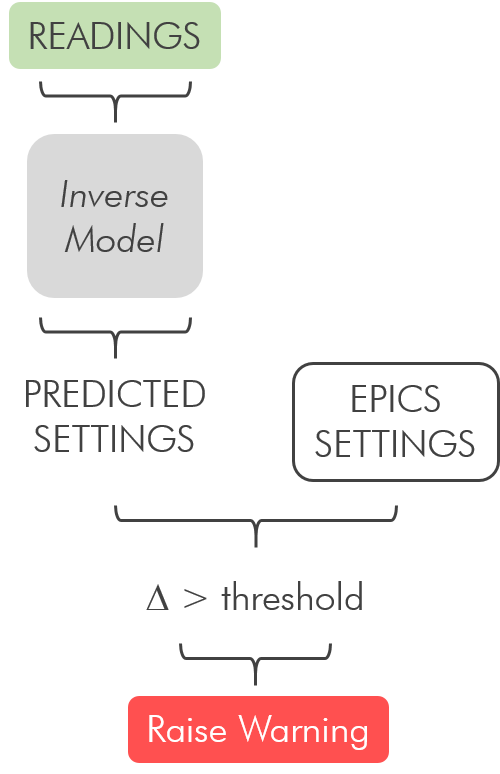 READINGS
Inverse
Model
PREDICTED
SETTINGS
EPICS
SETTINGS
Δ > threshold
Raise Warning